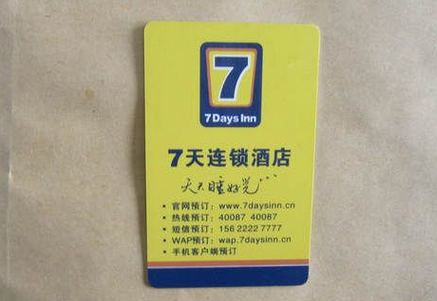 7
7 Days Inn
7天连锁酒店
天天睡好觉...
• 官网预订：www.7daysinn.cn
• 热线预订：40087 40087
• 短信预订：156 2222 7777
• WAP预订：wap.7daysinn.cn
• 手机客户端预订